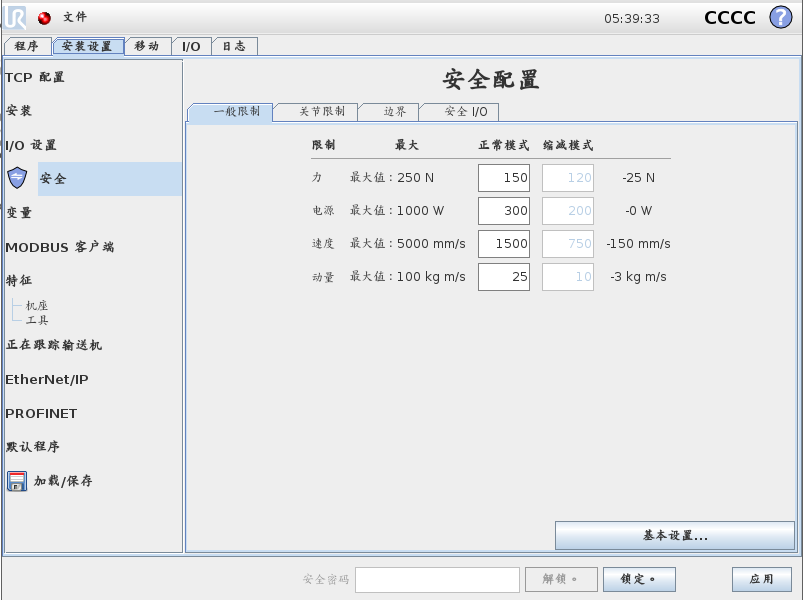 UR 文件 05:39:33 CCCC ?
程序 安装设置 移动 I/O 日志
TCP 配置
安装
I/O 设置
安全
变量
MODBUS 客户端
特征
机座
工具
正在跟踪输送机
EtherNet/IP
PROFINET
默认程序
加载/保存
安全配置
一般限制 关节限制 边界 安全 I/O
限制 最大 正常模式 缩减模式
力 最大值：250 N 150 120 -25 N
电源 最大值：1000 W 300 200 -0 W
速度 最大值：5000 mm/s 1500 750 -150 mm/s
动量 最大值：100 kg m/s 25 10 -3 kg m/s
基本设置...
安全密码 解锁。 锁定。 应用